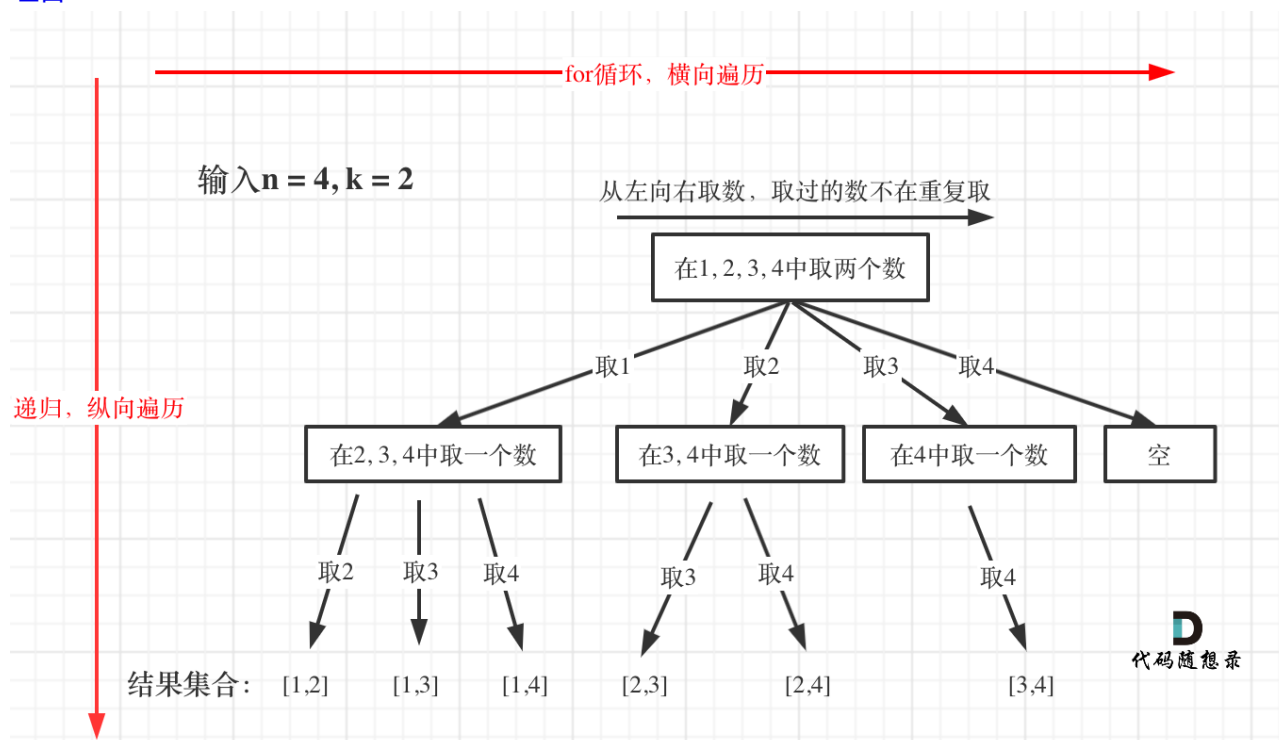 for循环，横向遍历
输入n = 4, k = 2
从左向右取数，取过的数不在重复取
在1, 2, 3, 4中取两个数
取1 取2 取3 取4
递归，纵向遍历
在2, 3, 4中取一个数 在3, 4中取一个数 在4中取一个数 空
取2 取3 取4 取3 取4 取4
代码随想录
结果集合： [1,2] [1,3] [1,4] [2,3] [2,4] [3,4]